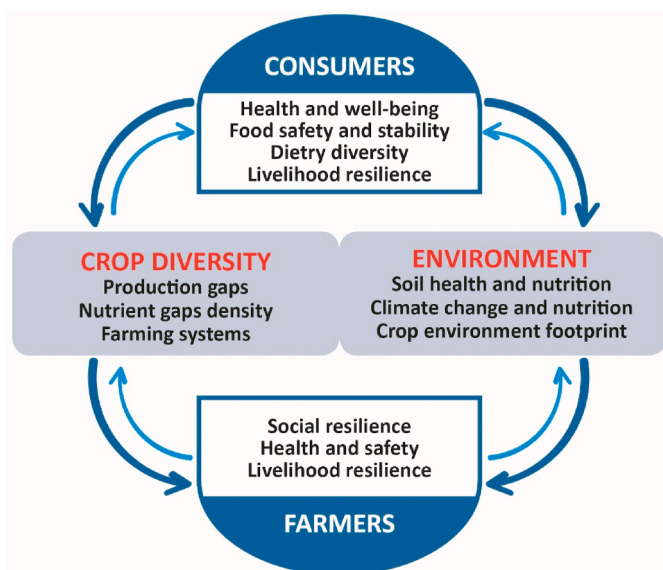 CONSUMERS
Health and well-being
Food safety and stability
Dietry diversity
Livelihood resilience
CROP DIVERSITY
Production gaps
Nutrient gaps density
Farming systems
ENVIRONMENT
Soil health and nutrition
Climate change and nutrition
Crop environment footprint
Social resilience
Health and safety
Livelihood resilience
FARMERS